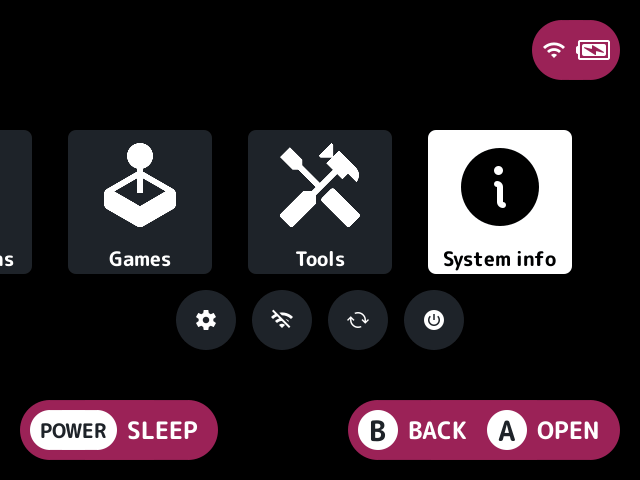 Games
Tools
System info
POWER SLEEP
B BACK A OPEN